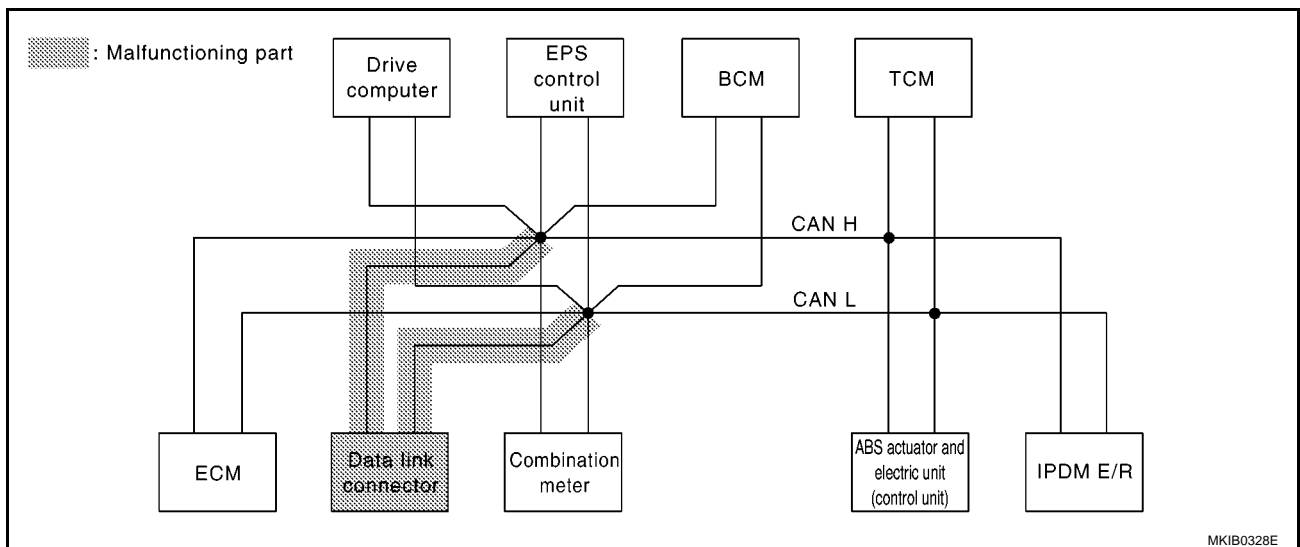 : Malfunctioning part
Drive
computer
EPS
control
unit
BCM
TCM
CAN H
CAN L
ECM
Data link
connector
Combination
meter
ABS actuator and
electric unit
(control unit)
IPDM E/R
MKIB0328E